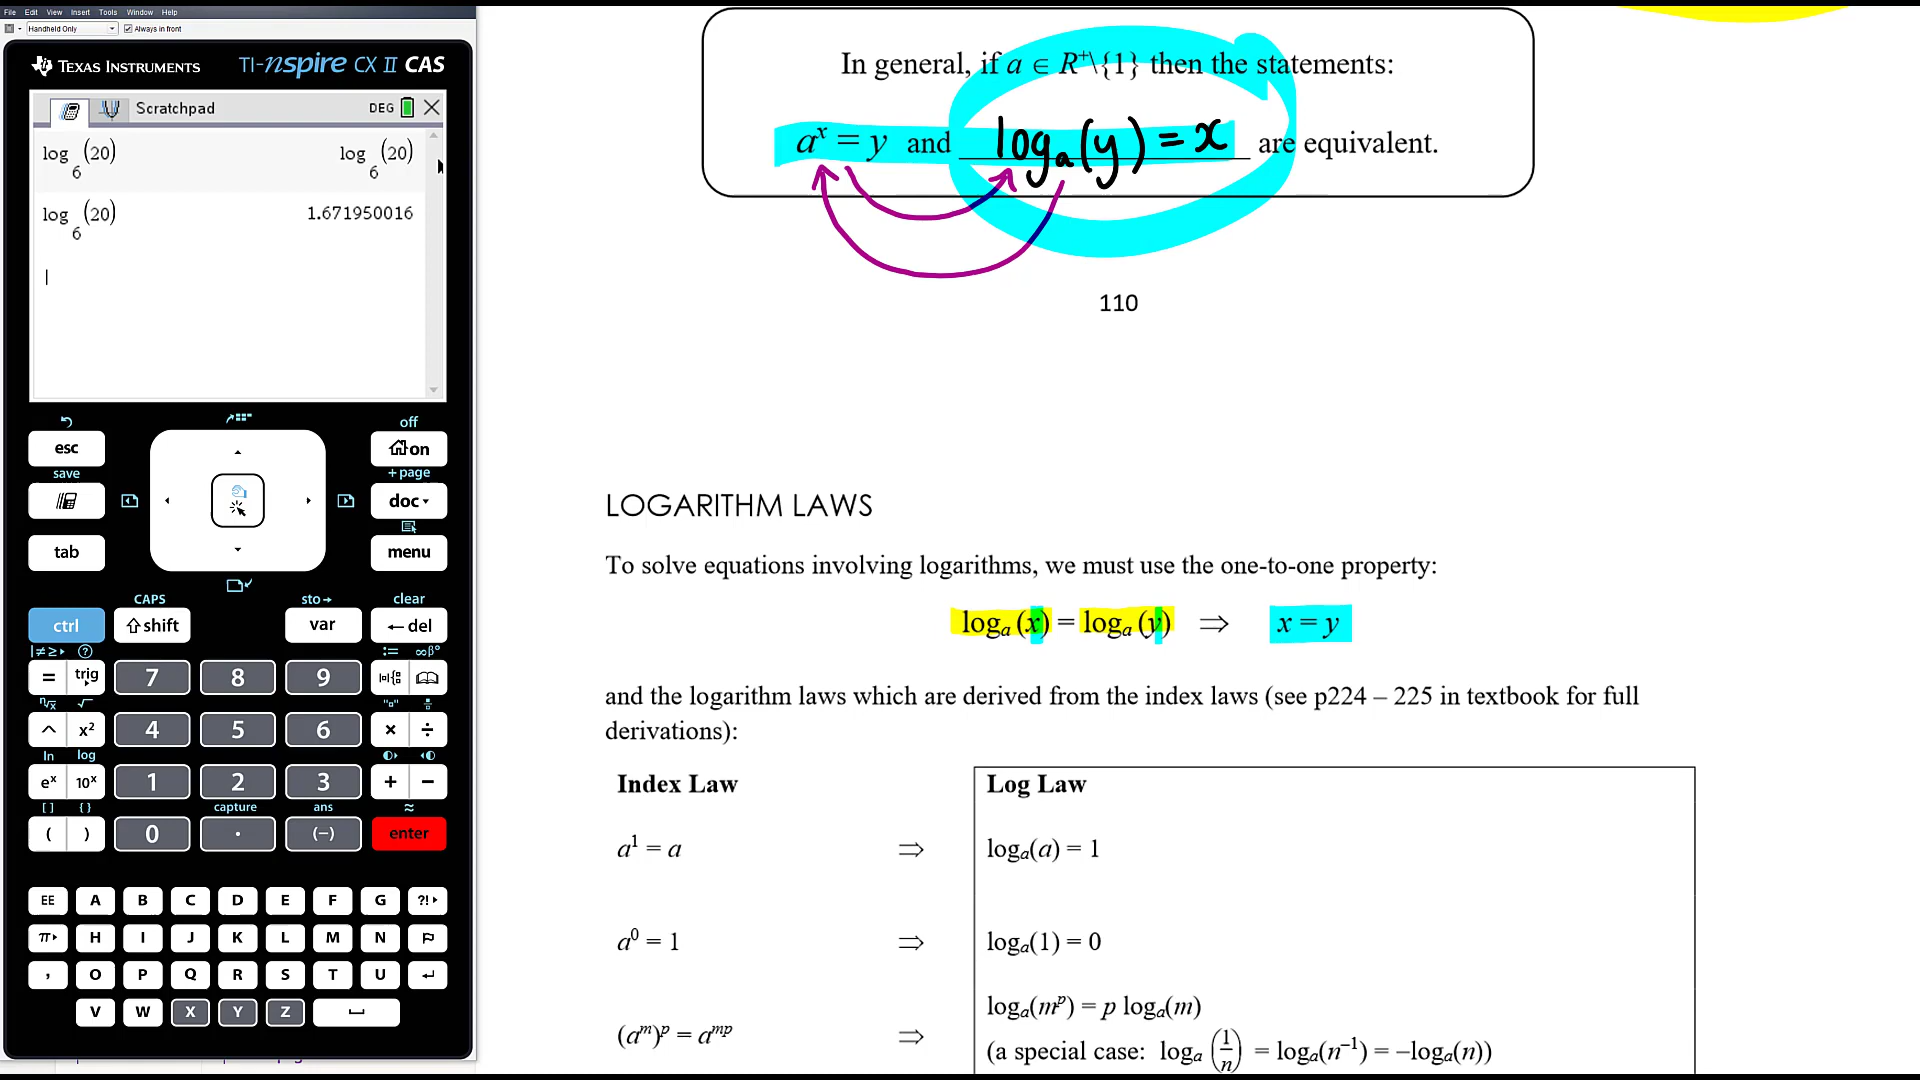 File Edit View Insert Tools Window Help
Handheld Only Always in front
TEXAS INSTRUMENTS TI-nspire CX II CAS
Scratchpad DEG
log₆(20) log₆(20)
log₆(20) 1.671950016
off
esc on
save + page
doc
tab menu
CAPS sto→ clear
ctrl ⇧shift var ← del
|≠≥▸ ? := ∞β°
= trig 7 8 9
ⁿ√x √ "▫"
^ x² 4 5 6 × ÷
ln log
eˣ 10ˣ 1 2 3 + −
[ ] { } capture ans ≈
( ) 0 . (−) enter
EE A B C D E F G ?!▸
π▸ H I J K L M N
, O P Q R S T U ↵
V W X Y Z
In general, if a ∈ R⁺\{1} then the statements:
aˣ = y and logₐ(y) = x are equivalent.
110
LOGARITHM LAWS
To solve equations involving logarithms, we must use the one-to-one property:
logₐ (x) = logₐ (y) ⇒ x = y
and the logarithm laws which are derived from the index laws (see p224 – 225 in textbook for full
derivations):
Index Law Log Law
a¹ = a ⇒ logₐ(a) = 1
a⁰ = 1 ⇒ logₐ(1) = 0
logₐ(mᵖ) = p logₐ(m)
(aᵐ)ᵖ = aᵐᵖ ⇒
(a special case: logₐ (1/n) = logₐ(n⁻¹) = −logₐ(n))